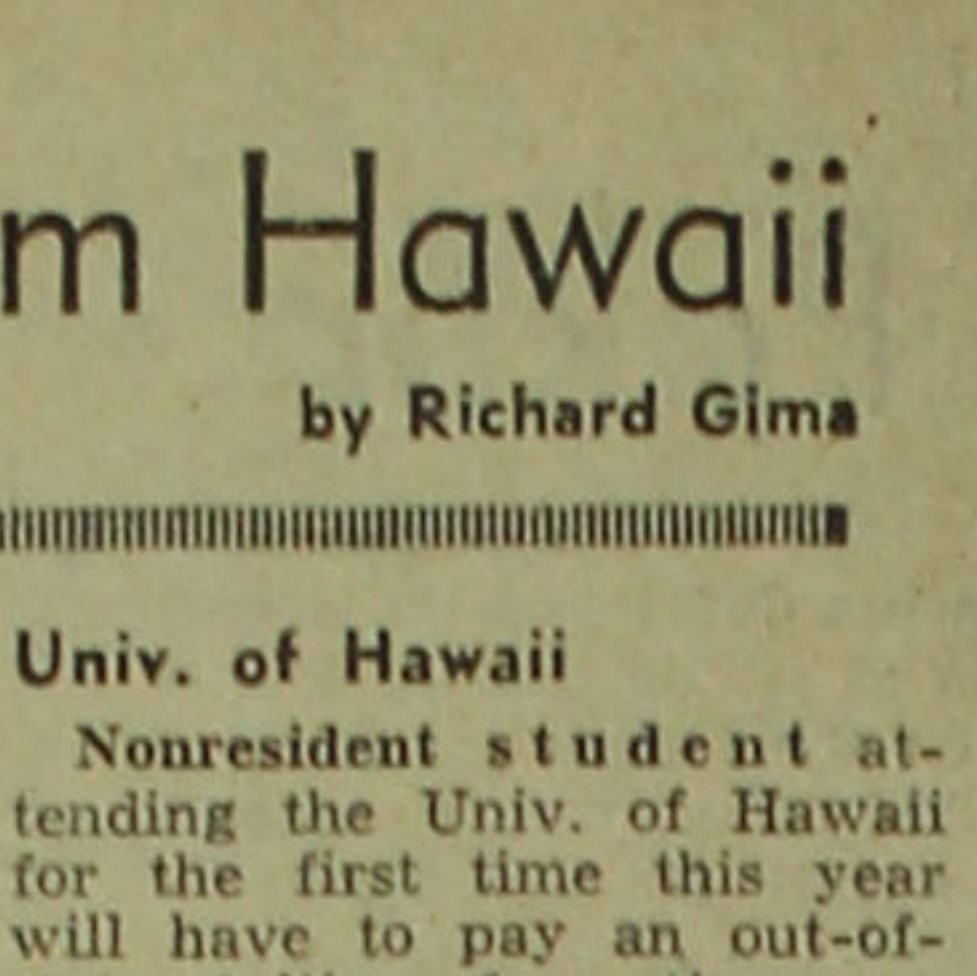 m Hawaii
by Richard Gima
Univ. of Hawaii
Nonresident student at-
tending the Univ. of Hawaii
for the first time this year
will have to pay an out-of-